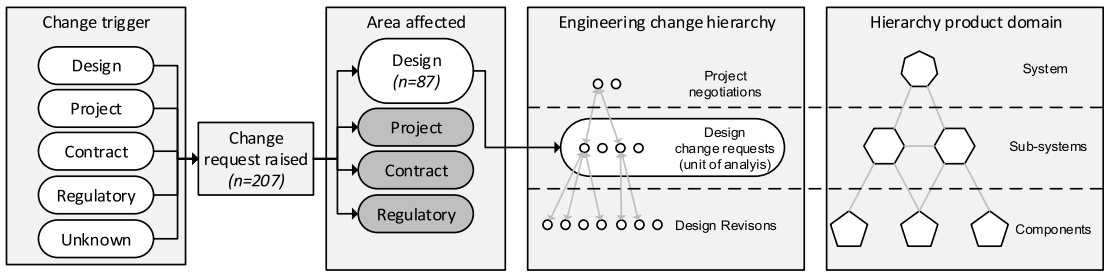 Change trigger
Design
Project
Contract
Regulatory
Unknown
Change
request raised
(n=207)
Area affected
Design
(n=87)
Project
Contract
Regulatory
Engineering change hierarchy
Project
negotiations
Design
change requests
(unit of analyis)
Design Revisons
Hierarchy product domain
System
Sub-systems
Components